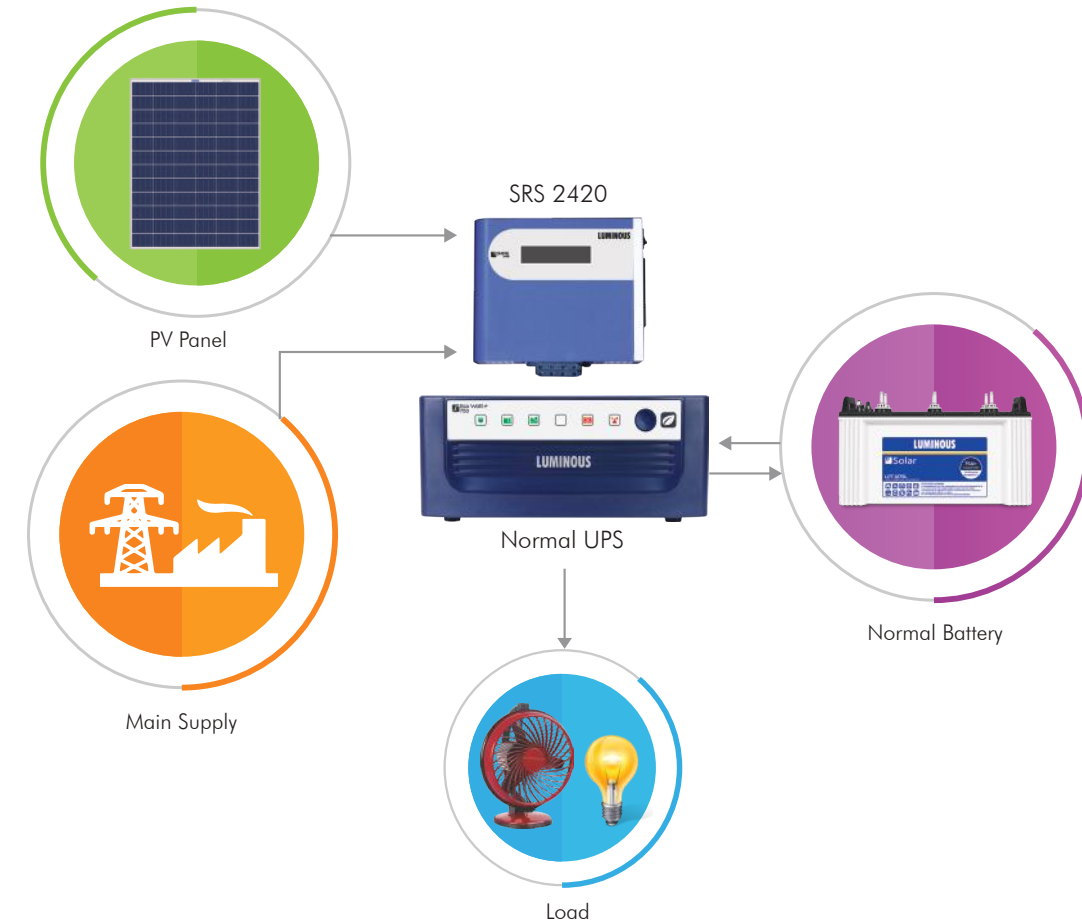 SRS 2420
LUMINOUS
PV Panel
LUMINOUS
Normal UPS
LUMINOUS
Solar
Normal Battery
Main Supply
Load